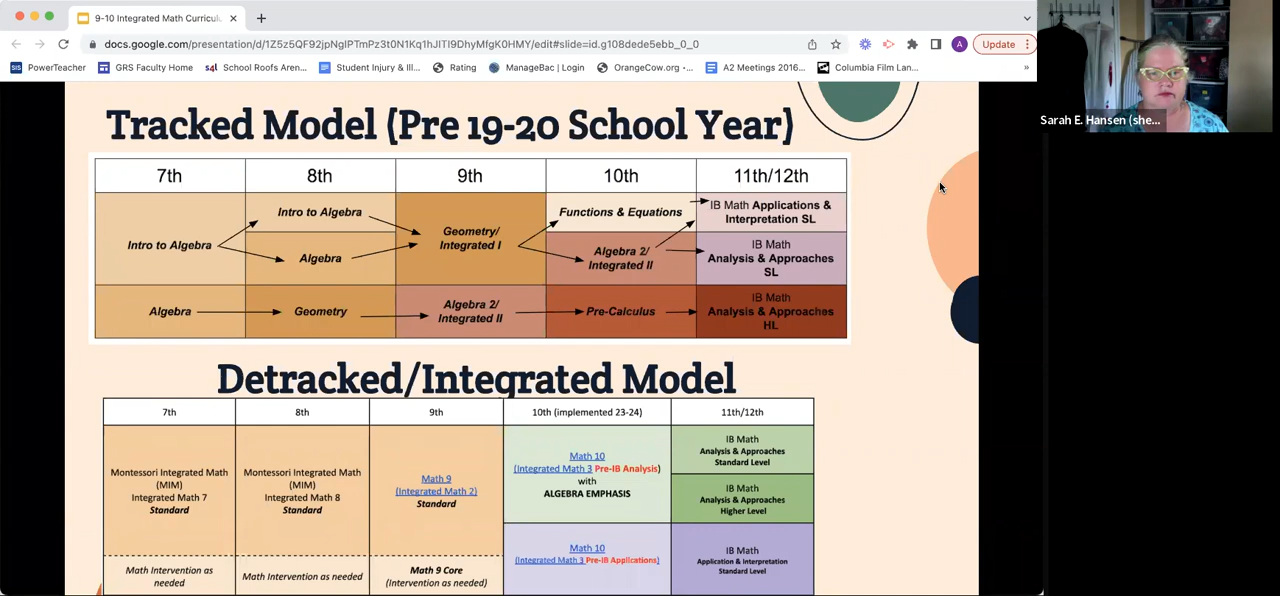 9-10 Integrated Math Curricul
Update
docs.google.com/presentation/d/1Z5z5QF92jpNgIPTmPz3t0N1Kq1hJITI9DhyMfgK0HMY/edit#slide=id.g108dede5ebb_0_0
A
PowerTeacher
GRS Faculty Home
School Roofs Aren...
Student Injury & Ill...
Rating
ManageBac | Login
OrangeCow.org -...
A2 Meetings 2016...
Columbia Film Lan...
Sarah E. Hansen (she...
Tracked Model (Pre 19-20 School Year)
7th
8th
9th
10th
11th/12th
Intro to Algebra
Intro to Algebra
Algebra
Geometry/
Integrated I
Functions & Equations
Algebra 2/
Integrated II
IB Math Applications &
Interpretation SL
IB Math
Analysis & Approaches
SL
Algebra
Geometry
Algebra 2/
Integrated II
Pre-Calculus
IB Math
Analysis & Approaches
HL
Detracked/Integrated Model
7th
8th
9th
10th (implemented 23-24)
11th/12th
Montessori Integrated Math
(MIM)
Integrated Math 7
Standard
Montessori Integrated Math
(MIM)
Integrated Math 8
Standard
Math 9
(Integrated Math 2)
Standard
Math 10
(Integrated Math 3 Pre-IB Analysis)
with
ALGEBRA EMPHASIS
IB Math
Analysis & Approaches
Standard Level
IB Math
Analysis & Approaches
Higher Level
Math Intervention as
needed
Math Intervention as needed
Math 9 Core
(Intervention as needed)
Math 10
(Integrated Math 3 Pre-IB Applications)
IB Math
Application & Interpretation
Standard Level